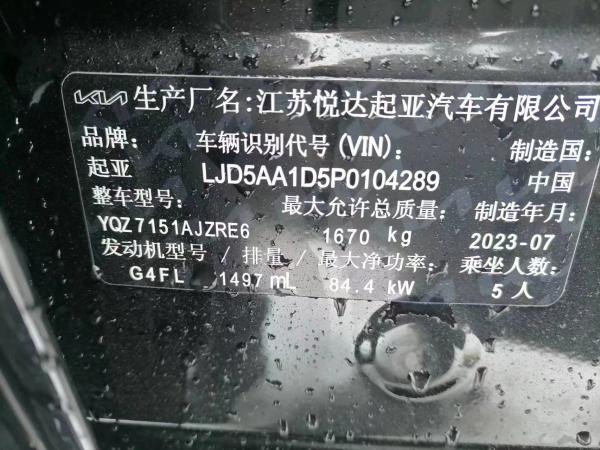 KIA 生产厂名:江苏悦达起亚汽车有限公司
品牌: 车辆识别代号(VIN): 制造国:
起亚 LJD5AA1D5P0104289 中国
整车型号: 最大允许总质量: 制造年月:
YQZ7151AJZRE6 1670 kg 2023-07
发动机型号 / 排量 / 最大净功率: 乘坐人数:
G4FL 1497 mL 84.4 kW 5 人